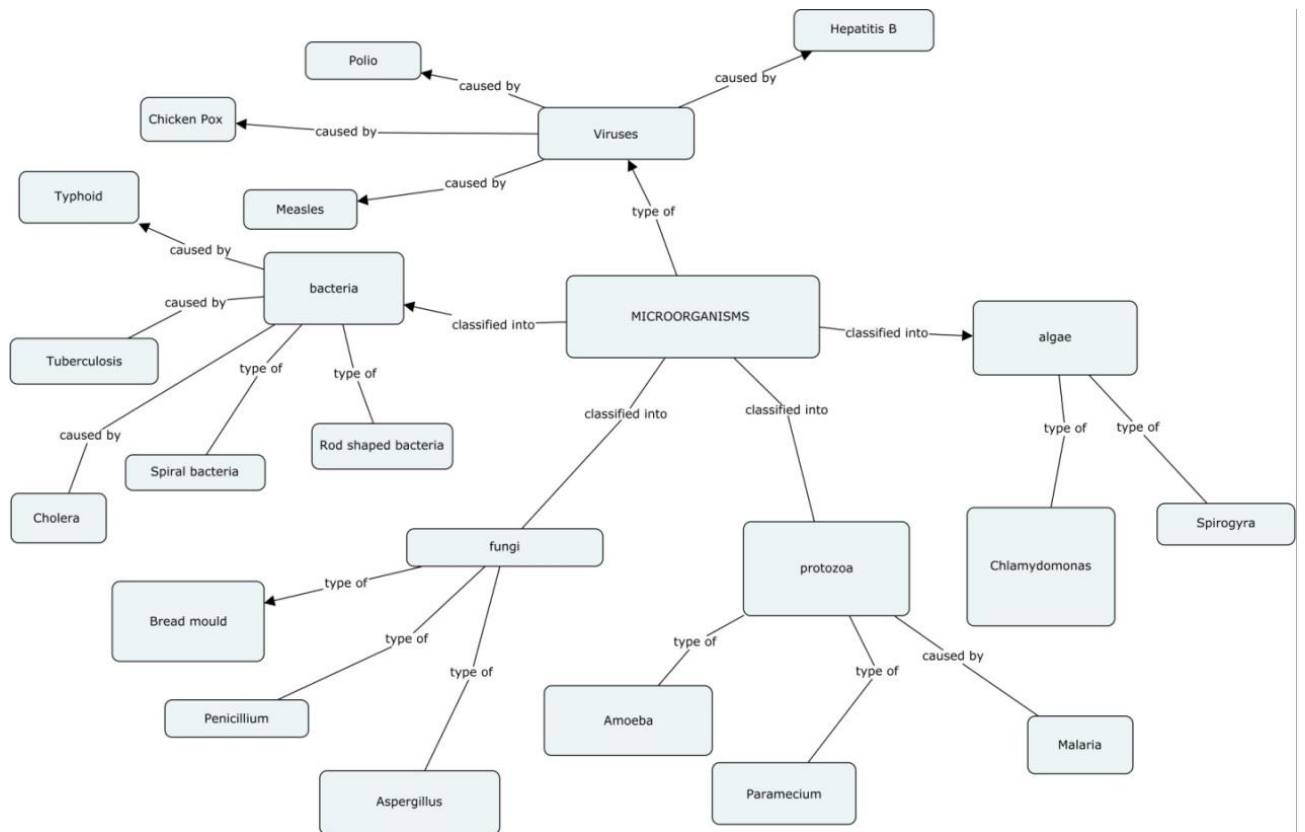 Hepatitis B
Polio
caused by
caused by
Chicken Pox
caused by
Viruses
Typhoid
caused by
Measles
type of
caused by
bacteria
caused by
classified into
MICROORGANISMS
classified into
algae
Tuberculosis
type of
type of
classified into
classified into
caused by
Rod shaped bacteria
type of
type of
Spiral bacteria
Cholera
Spirogyra
fungi
protozoa
Chlamydomonas
type of
Bread mould
type of
type of
caused by
type of
type of
Penicillium
Amoeba
Malaria
Aspergillus
Paramecium